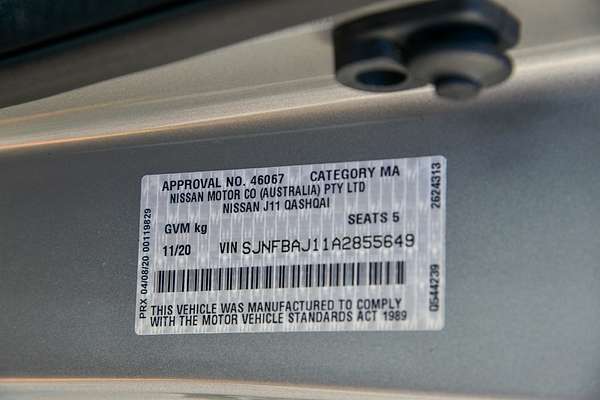 APPROVAL NO. 46067 CATEGORY MA
NISSAN MOTOR CO (AUSTRALIA) PTY LTD
NISSAN J11 QASHQAI
GVM kg SEATS 5
11/20 VIN SJNFBAJ11A2855649
THIS VEHICLE WAS MANUFACTURED TO COMPLY
WITH THE MOTOR VEHICLE STANDARDS ACT 1989
PRX 04/08/20 00119829
0544239 2624313